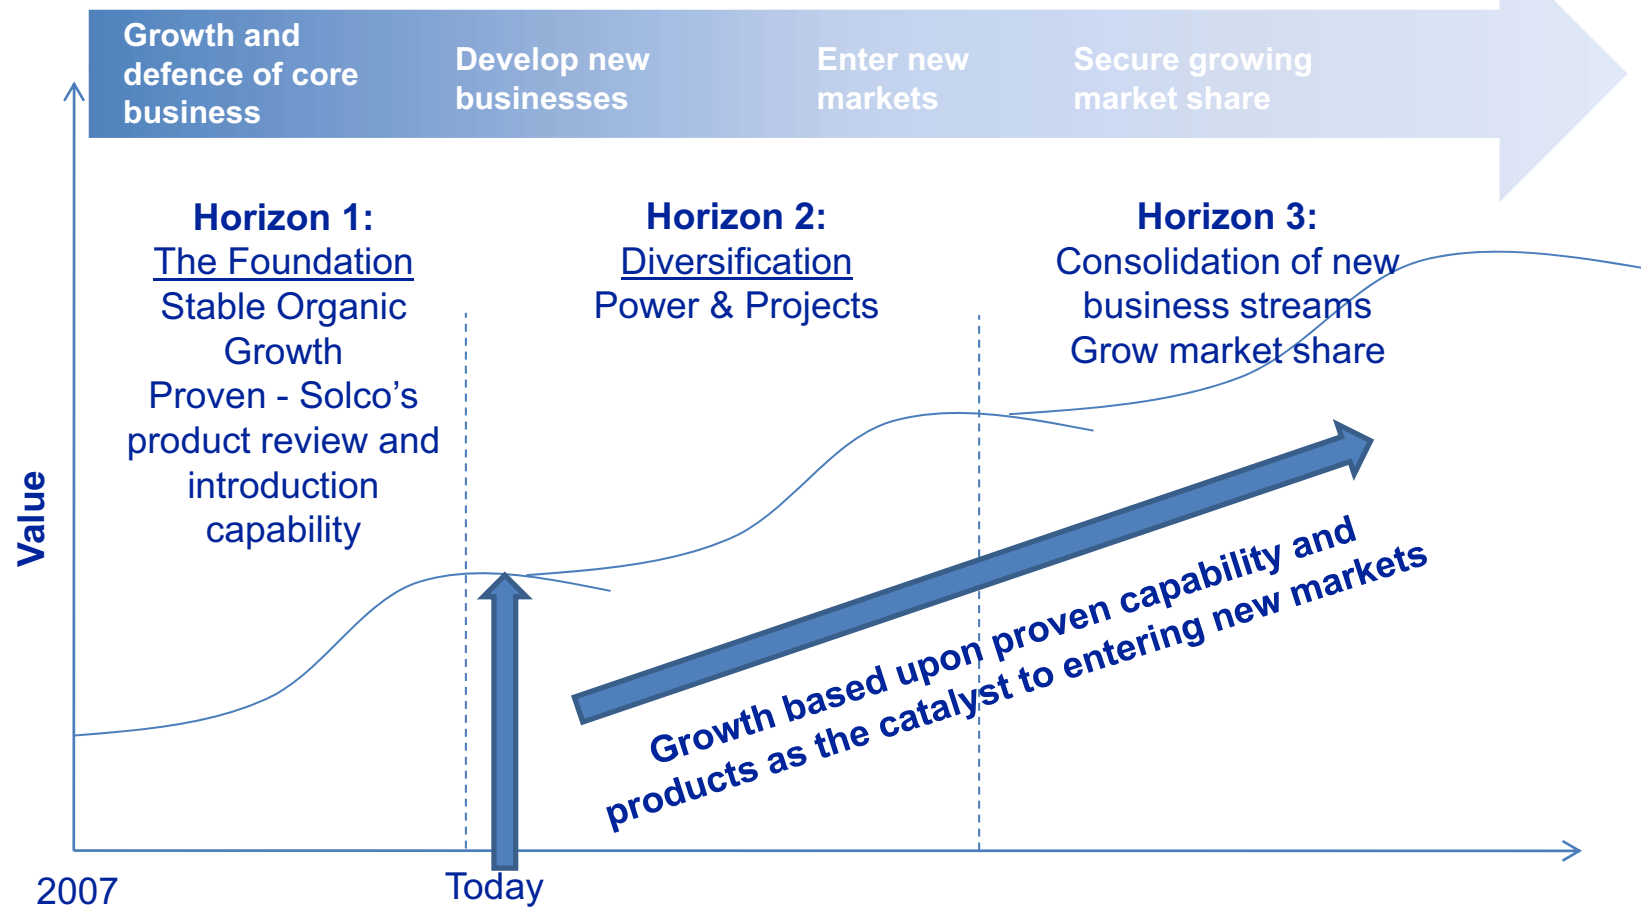 Growth and
defence of core
business
Develop new
businesses
Enter new
markets
Secure growing
market share
Horizon 1:
The Foundation
Stable Organic
Growth
Proven - Solco’s
product review and
introduction
capability
Horizon 2:
Diversification
Power & Projects
Horizon 3:
Consolidation of new
business streams
Grow market share
Value
Growth based upon proven capability and
products as the catalyst to entering new markets
2007
Today